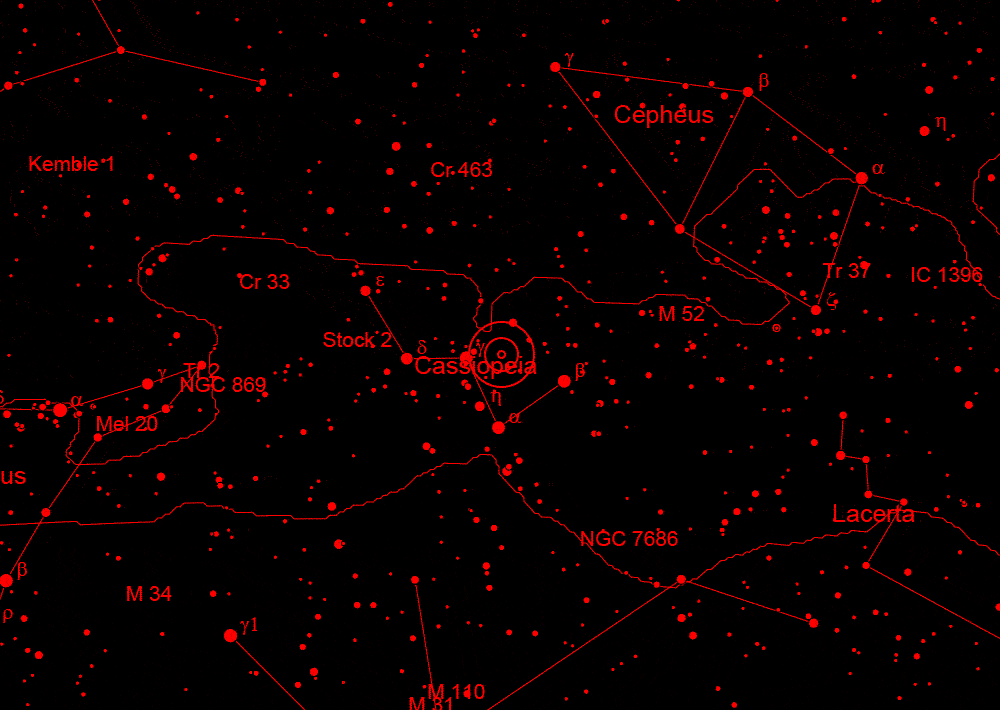 γ
β
Cepheus
η
Kemble 1
Cr 463
α
Tr 37
IC 1396
Cr 33
ε
ζ
M 52
Stock 2
δ
γ
Cassiopeia
β
Tr 2
γ
NGC 869
δ
α
η
α
Mel 20
us
Lacerta
NGC 7686
β
M 34
ρ
γ1
M 110
M 31